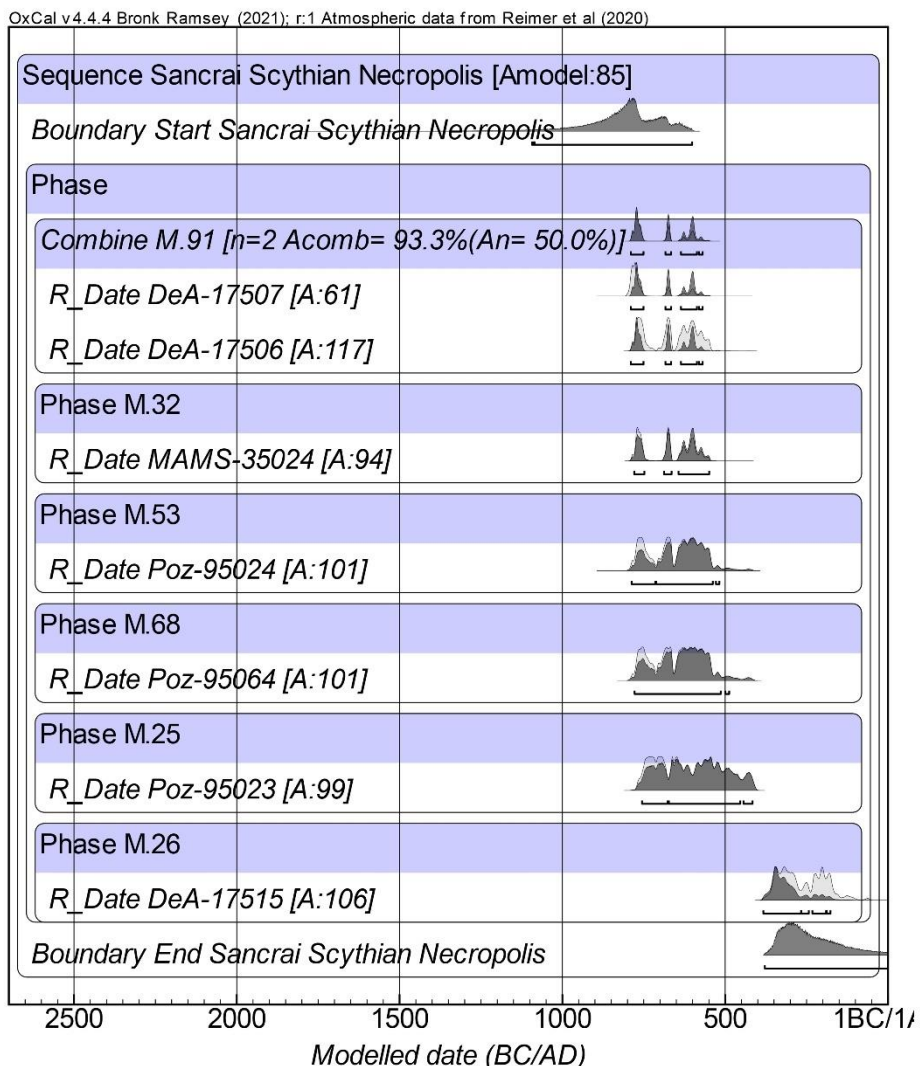 OxCal v4.4.4 Bronk Ramsey (2021); r:1 Atmospheric data from Reimer et al (2020)
Sequence Sancrai Scythian Necropolis [Amodel:85]
Boundary Start Sancrai Scythian Necropolis
Phase
Combine M.91 [n=2 Acomb= 93.3%(An= 50.0%)]
R_Date DeA-17507 [A:61]
R_Date DeA-17506 [A:117]
Phase M.32
R_Date MAMS-35024 [A:94]
Phase M.53
R_Date Poz-95024 [A:101]
Phase M.68
R_Date Poz-95064 [A:101]
Phase M.25
R_Date Poz-95023 [A:99]
Phase M.26
R_Date DeA-17515 [A:106]
Boundary End Sancrai Scythian Necropolis
2500 2000 1500 1000 500 1BC/1A
Modelled date (BC/AD)